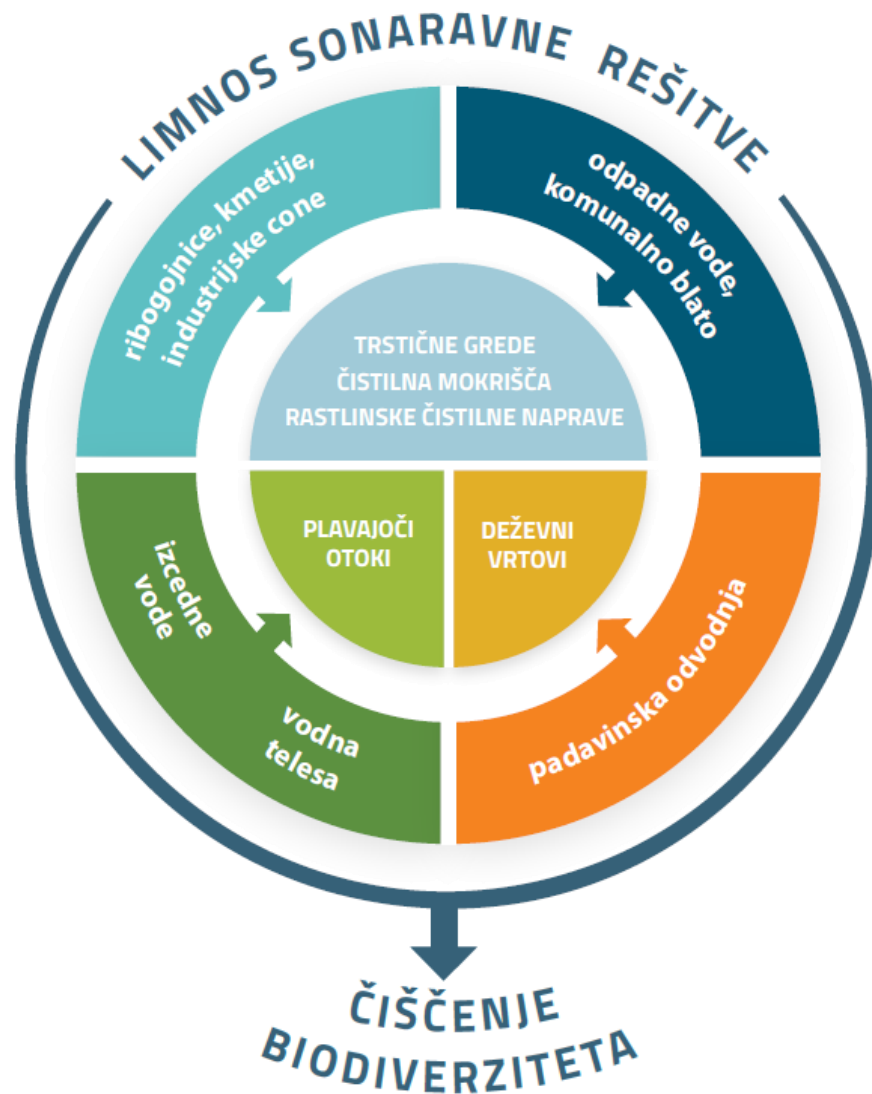 LIMNOS SONARAVNE REŠITVE
ribogojnice, kmetije,
industrijske cone
odpadne vode,
komunalno blato
TRSTIČNE GREDE
ČISTILNA MOKRIŠČA
RASTLINSKE ČISTILNE NAPRAVE
PLAVAJOČI
OTOKI
DEŽEVNI
VRTOVI
izcedne
vode
vodna
telesa
padavinska odvodnja
ČIŠČENJE
BIODIVERZITETA